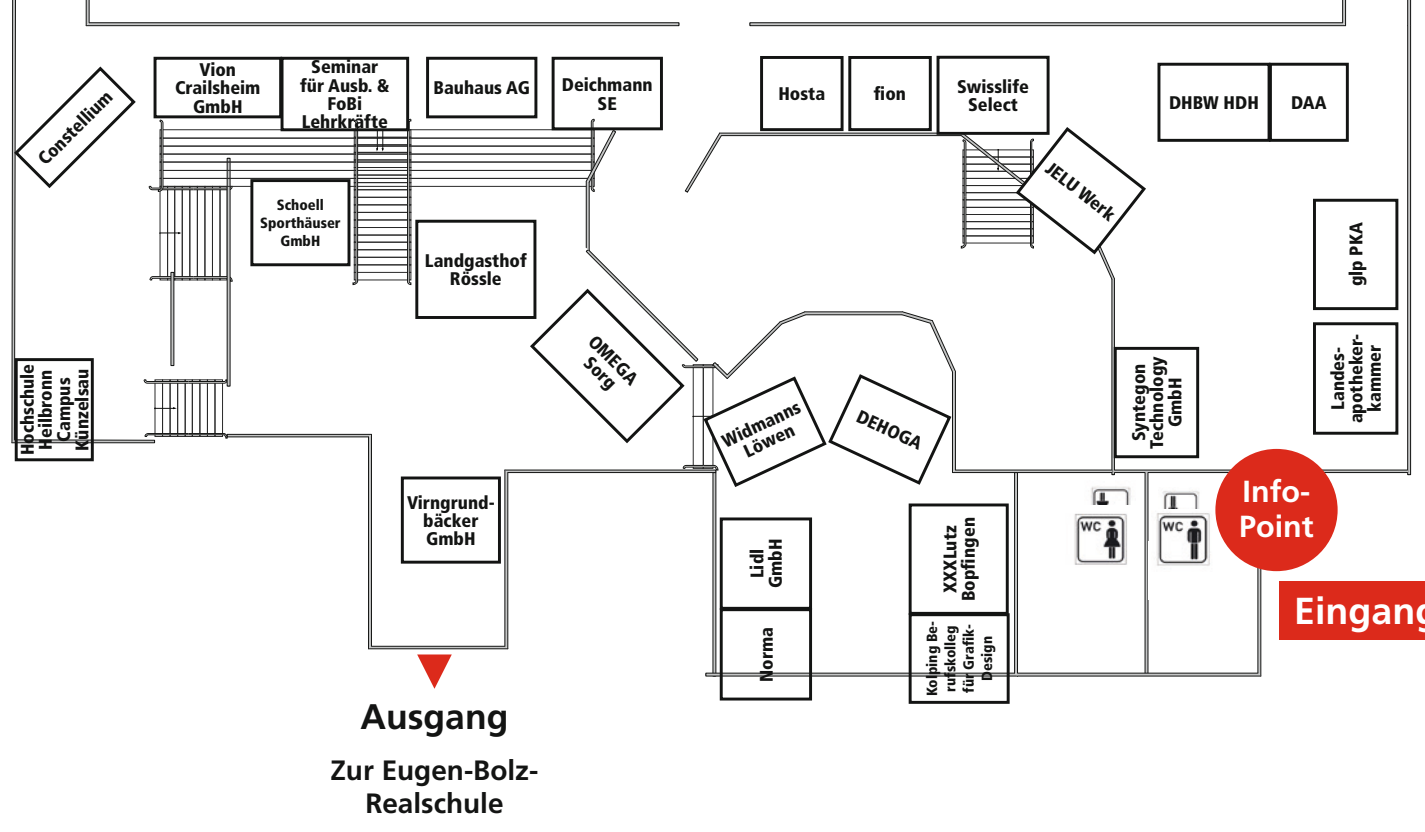 Constellium
Vion
Crailsheim
GmbH
Seminar
für Ausb. &
FoBi
Lehrkräfte
Bauhaus AG
Deichmann
SE
Hosta
fion
Swisslife
Select
DHBW HDH
DAA
JELU Werk
Schoell
Sporthäuser
GmbH
Landgasthof
Rössle
glp PKA
OMEGA
Sorg
Landes-
apotheker-
kammer
Syntegon
Technology
GmbH
Hochschule
Heilbronn
Campus
Künzelsau
Widmanns
Löwen
DEHOGA
Virngrund-
bäcker
GmbH
Lidl
GmbH
XXXLutz
Bopfingen
WC
WC
Info-
Point
Eingang
Norma
Kolping Be-
rufskolleg
für Grafik-
Design
Ausgang
Zur Eugen-Bolz-
Realschule